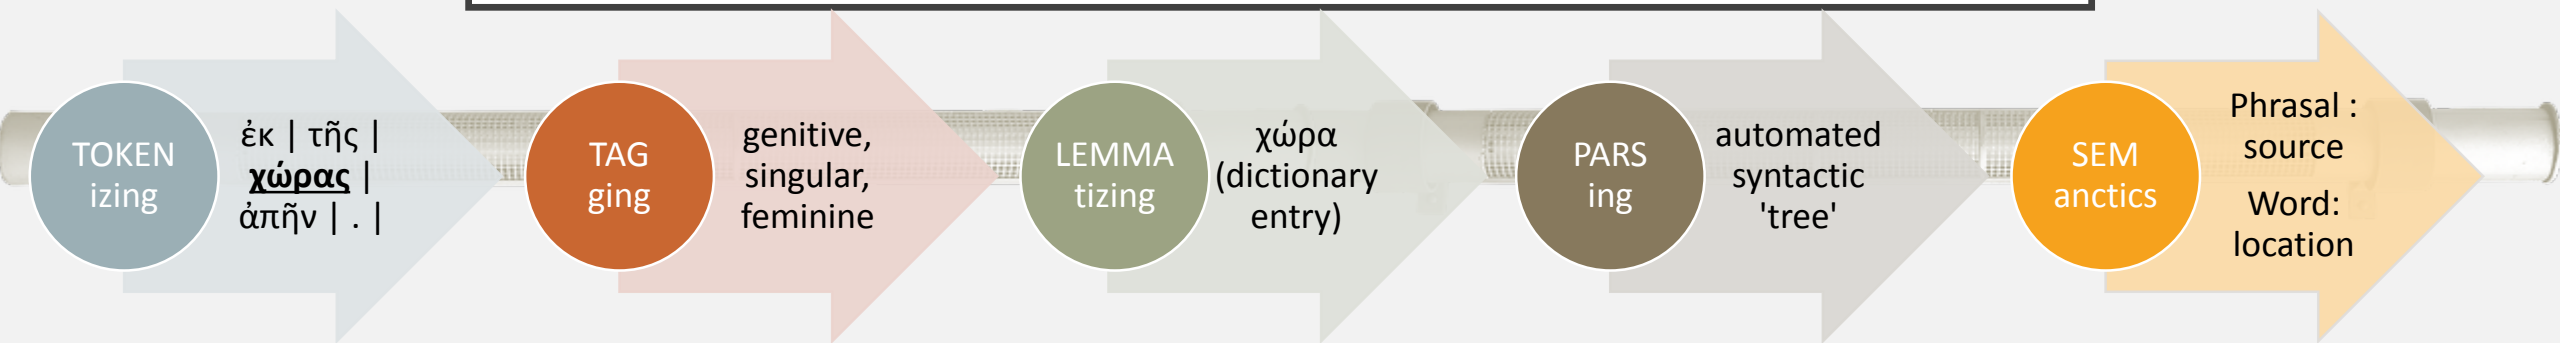 TOKEN
izing
ἐκ | τῆς |
χώρας |
ἀπῆν | . |
TAG
ging
genitive,
singular,
feminine
LEMMA
tizing
χώρα
(dictionary
entry)
PARS
ing
automated
syntactic
'tree'
SEM
anctics
Phrasal :
source
Word:
location